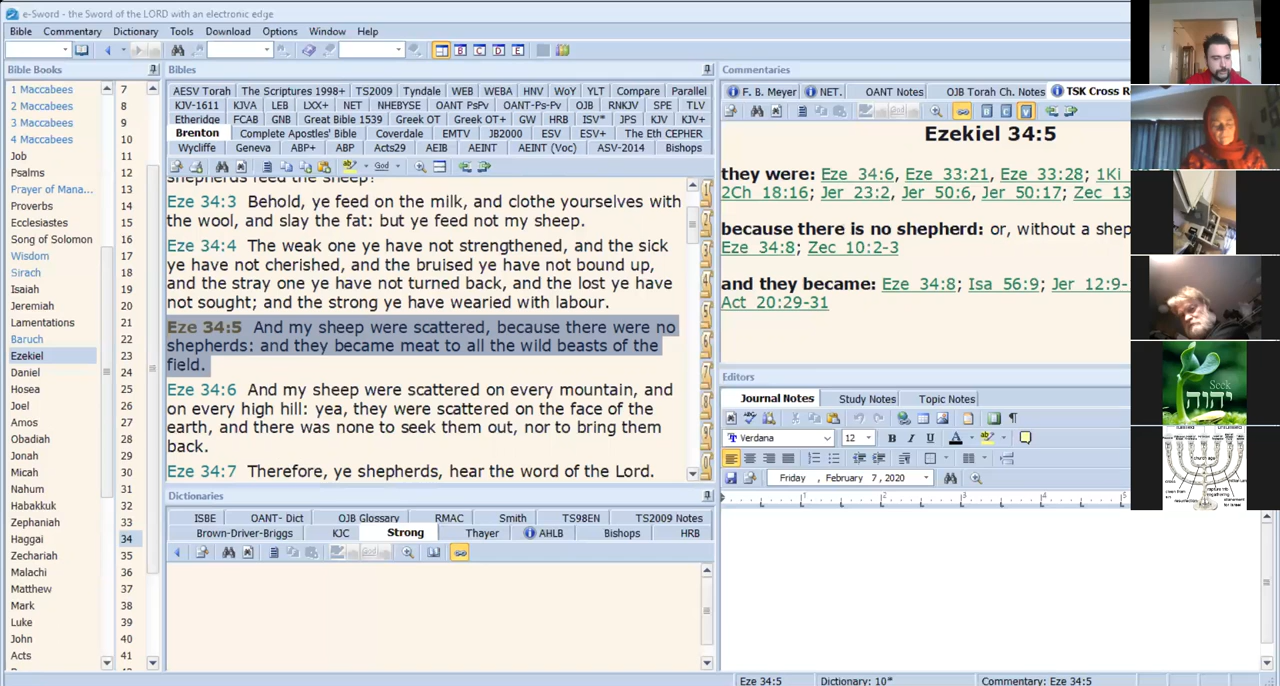 e-Sword - the Sword of the LORD with an electronic edge
Bible Commentary Dictionary Tools Download Options Window Help
Bible Books
1 Maccabees
2 Maccabees
3 Maccabees
4 Maccabees
Job
Psalms
Prayer of Mana...
Proverbs
Ecclesiastes
Song of Solomon
Wisdom
Sirach
Isaiah
Jeremiah
Lamentations
Baruch
Ezekiel
Daniel
Hosea
Joel
Amos
Obadiah
Jonah
Micah
Nahum
Habakkuk
Zephaniah
Haggai
Zechariah
Malachi
Matthew
Mark
Luke
John
Acts
7
8
9
10
11
12
13
14
15
16
17
18
19
20
21
22
23
24
25
26
27
28
29
30
31
32
33
34
35
36
37
38
39
40
41
Bibles
AESV Torah The Scriptures 1998+ TS2009 Tyndale WEB WEBA HNV WoY YLT Compare Parallel
KJV-1611 KJVA LEB LXX+ NET NHEBYSE OANT PsPv OANT-Ps-Pv OJB RNKJV SPE TLV
Etheridge FCAB GNB Great Bible 1539 Greek OT Greek OT+ GW HRB ISV* JPS KJV KJV+
Brenton Complete Apostles' Bible Coverdale EMTV JB2000 ESV ESV+ The Eth CEPHER
Wycliffe Geneva ABP+ ABP Acts29 AEIB AEINT AEINT (Voc) ASV-2014 Bishops
shepherds feed the sheep?
Eze 34:3 Behold, ye feed on the milk, and clothe yourselves with
the wool, and slay the fat: but ye feed not my sheep.
Eze 34:4 The weak one ye have not strengthened, and the sick
ye have not cherished, and the bruised ye have not bound up,
and the stray one ye have not turned back, and the lost ye have
not sought; and the strong ye have wearied with labour.
Eze 34:5 And my sheep were scattered, because there were no
shepherds: and they became meat to all the wild beasts of the
field.
Eze 34:6 And my sheep were scattered on every mountain, and
on every high hill: yea, they were scattered on the face of the
earth, and there was none to seek them out, nor to bring them
back.
Eze 34:7 Therefore, ye shepherds, hear the word of the Lord.
Dictionaries
ISBE OANT- Dict OJB Glossary RMAC Smith TS98EN TS2009 Notes
Brown-Driver-Briggs KJC Strong Thayer AHLB Bishops HRB
Commentaries
F. B. Meyer NET. OANT Notes OJB Torah Ch. Notes TSK Cross R
Ezekiel 34:5
they were: Eze 34:6, Eze 33:21, Eze 33:28; 1Ki
2Ch 18:16; Jer 23:2, Jer 50:6, Jer 50:17; Zec 13
because there is no shepherd: or, without a shep
Eze 34:8; Zec 10:2-3
and they became: Eze 34:8; Isa 56:9; Jer 12:9-
Act 20:29-31
Editors
Journal Notes Study Notes Topic Notes
Verdana 12 B I U A
Friday , February 7, 2020
1 2 3 4 5
Seek
יהוה
church age
Eze 34:5 Dictionary: 10* Commentary: Eze 34:5